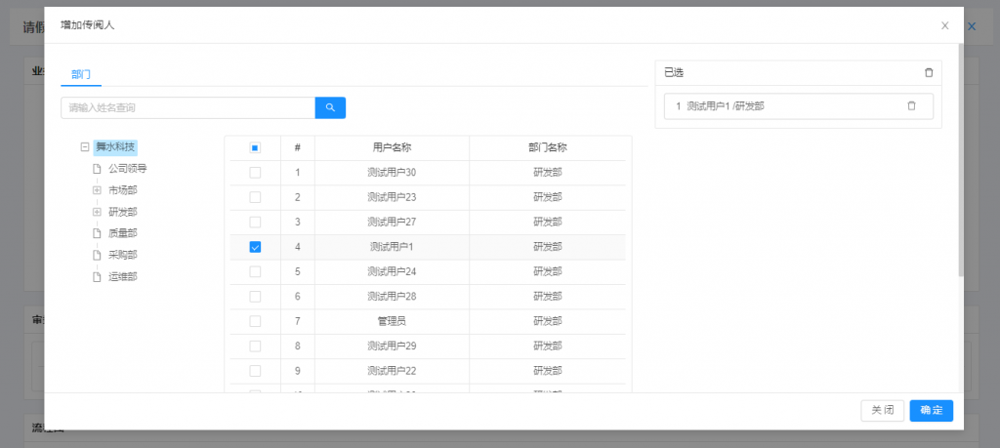 请假
增加传阅人
部门
请输入姓名查询
舞水科技
公司领导
市场部
研发部
质量部
采购部
运维部
# 用户名称 部门名称
1 测试用户30 研发部
2 测试用户23 研发部
3 测试用户27 研发部
4 测试用户1 研发部
5 测试用户24 研发部
6 测试用户28 研发部
7 管理员 研发部
8 测试用户29 研发部
9 测试用户22 研发部
已选
1 测试用户1 /研发部
关 闭
确 定